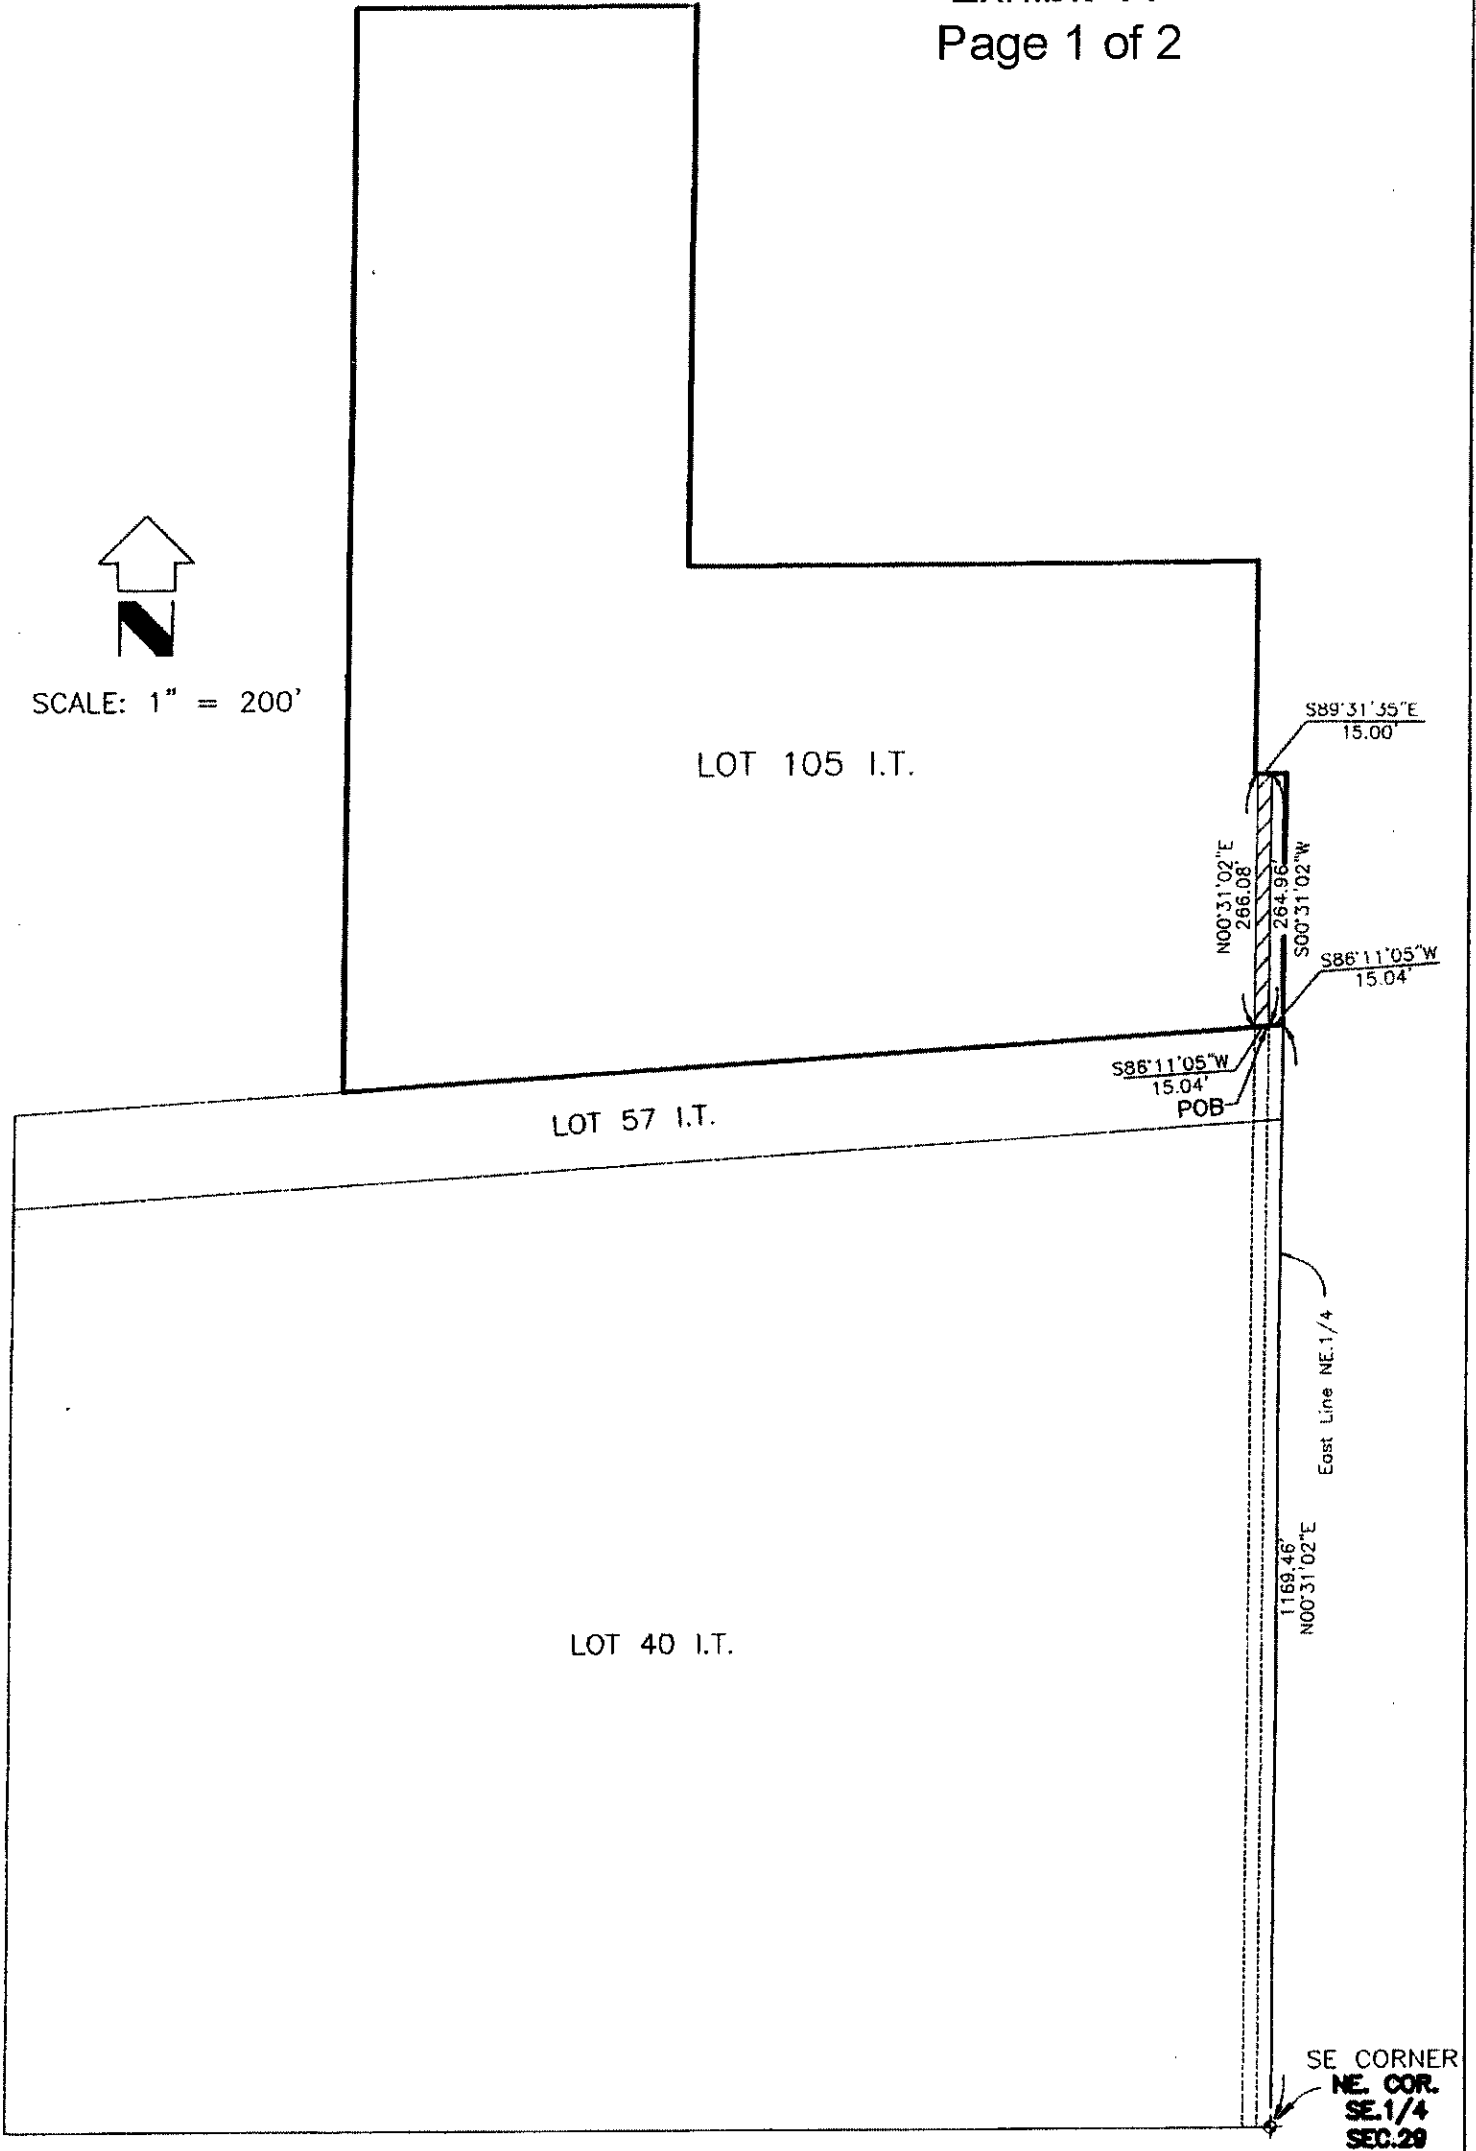 Page 1 of 2
N
SCALE: 1" = 200'
S89°31'35"E
15.00'
LOT 105 I.T.
N00°31'02"E
266.08'
264.96'
S00°31'02"W
S86°11'05"W
15.04'
S86°11'05"W
15.04'
POB
LOT 57 I.T.
East Line NE.1/4
1169.46'
N00°31'02"E
LOT 40 I.T.
SE CORNER
NE. COR.
SE.1/4
SEC.29